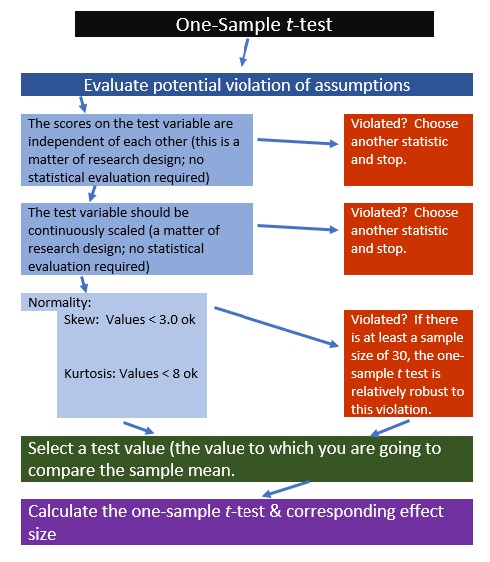 One-Sample t-test
Evaluate potential violation of assumptions
The scores on the test variable are
independent of each other (this is a
matter of research design; no
statistical evaluation required)
Violated? Choose
another statistic
and stop.
The test variable should be
continuously scaled (a matter of
research design; no statistical
evaluation required)
Violated? Choose
another statistic
and stop.
Normality:
Skew: Values < 3.0 ok
Kurtosis: Values < 8 ok
Violated? If there
is at least a sample
size of 30, the one-
sample t test is
relatively robust to
this violation.
Select a test value (the value to which you are going to
compare the sample mean.
Calculate the one-sample t-test & corresponding effect
size